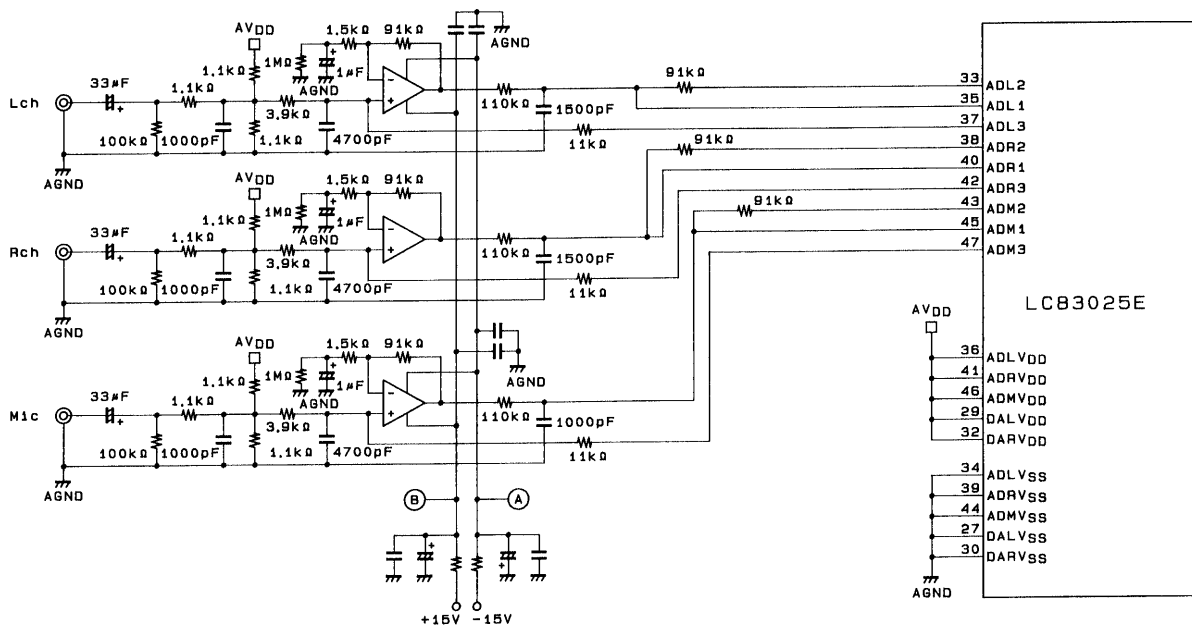 AVDD
1.5kΩ 91kΩ
AGND
1MΩ
1.1kΩ
1µF
AGND
33µF
1.1kΩ
Lch
3.9kΩ
110kΩ
1500pF
91kΩ
33 ADL2
35 ADL1
37 ADL3
100kΩ 1000pF
1.1kΩ
4700pF
11kΩ
AGND
91kΩ
38 ADR2
40 ADR1
42 ADR3
AVDD
1.5kΩ 91kΩ
1MΩ
1.1kΩ
1µF
AGND
33µF
1.1kΩ
Rch
3.9kΩ
110kΩ
1500pF
91kΩ
43 ADM2
45 ADM1
47 ADM3
100kΩ 1000pF
1.1kΩ
4700pF
11kΩ
AGND
LC83025E
AVDD
1.5kΩ 91kΩ
AGND
1MΩ
1.1kΩ
1µF
AGND
33µF
1.1kΩ
Mic
3.9kΩ
110kΩ
1000pF
100kΩ 1000pF
1.1kΩ
4700pF
11kΩ
AGND
AVDD
36 ADLVDD
41 ADRVDD
46 ADMVDD
29 DALVDD
32 DARVDD
34 ADLVSS
39 ADRVSS
44 ADMVSS
27 DALVSS
30 DARVSS
AGND
B
A
+15V -15V